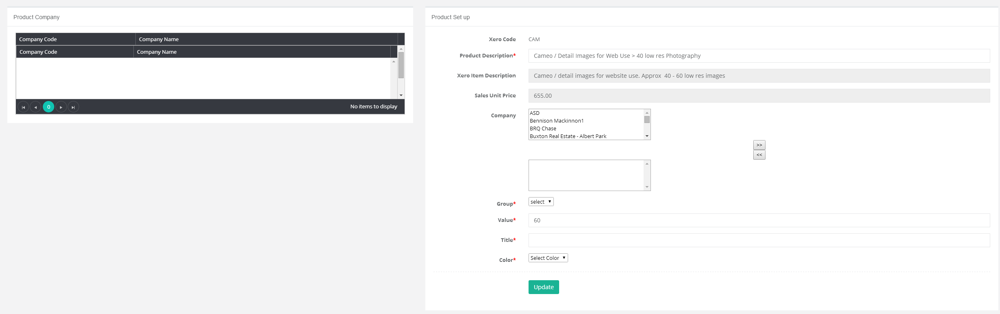 Product Company
Company Code Company Name
Company Code Company Name
0 No items to display
Product Set up
Xero Code CAM
Product Description* Cameo / Detail Images for Web Use > 40 low res Photography
Xero Item Description Cameo / detail images for website use. Approx  40 - 60 low res images
Sales Unit Price 655.00
Company
ASD
Bennison Mackinnon1
BRQ Chase
Buxton Real Estate - Albert Park
>>
<<
Group* select
Value* 60
Title*
Color* Select Color
Update